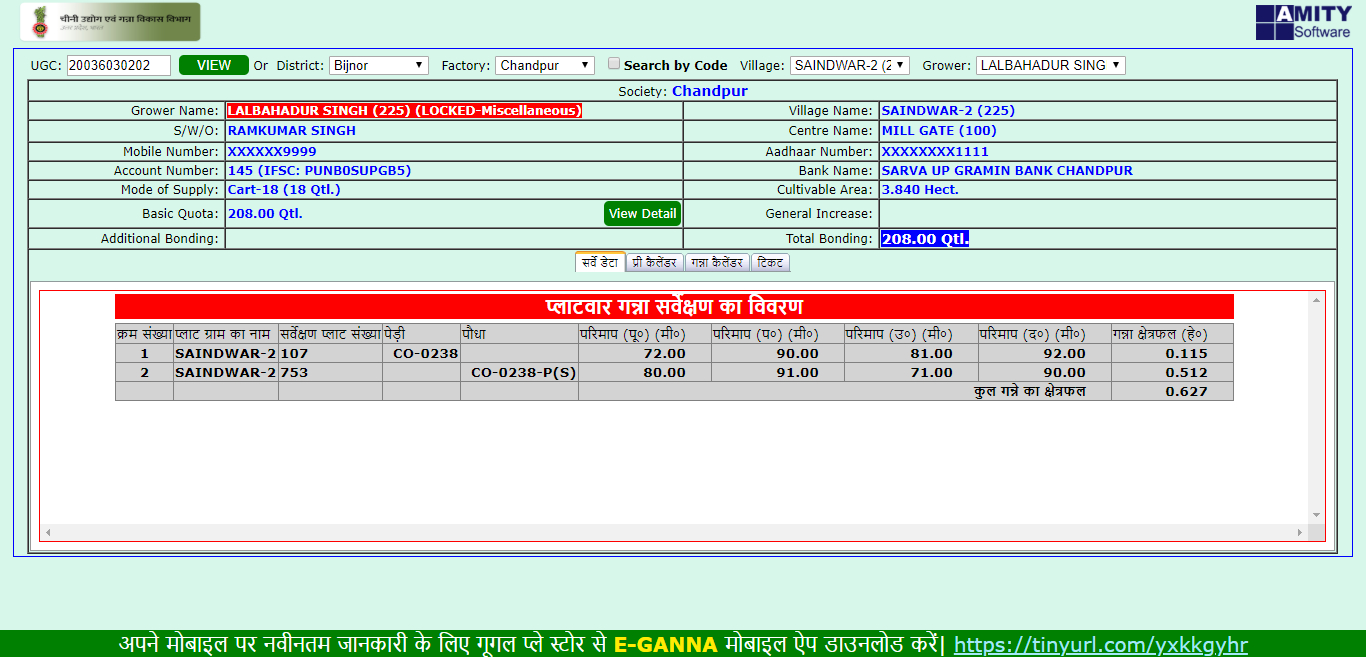 चीनी उद्योग एवं गन्ना विकास विभाग
उत्तर प्रदेश, भारत
AMITY
Software
UGC: 20036030202 VIEW Or District: Bijnor Factory: Chandpur Search by Code Village: SAINDWAR-2 (2 Grower: LALBAHADUR SING
Society: Chandpur
Grower Name: LALBAHADUR SINGH (225) (LOCKED-Miscellaneous) Village Name: SAINDWAR-2 (225)
S/W/O: RAMKUMAR SINGH Centre Name: MILL GATE (100)
Mobile Number: XXXXXX9999 Aadhaar Number: XXXXXXXX1111
Account Number: 145 (IFSC: PUNB0SUPGB5) Bank Name: SARVA UP GRAMIN BANK CHANDPUR
Mode of Supply: Cart-18 (18 Qtl.) Cultivable Area: 3.840 Hect.
Basic Quota: 208.00 Qtl. View Detail General Increase:
Additional Bonding: Total Bonding: 208.00 Qtl.
सर्वे डेटा प्री कैलेंडर गन्ना कैलेंडर टिकट
प्लाटवार गन्ना सर्वेक्षण का विवरण
क्रम संख्या प्लाट ग्राम का नाम सर्वेक्षण प्लाट संख्या पेड़ी पौधा परिमाप (पू०) (मी०) परिमाप (प०) (मी०) परिमाप (उ०) (मी०) परिमाप (द०) (मी०) गन्ना क्षेत्रफल (हे०)
1 SAINDWAR-2 107 CO-0238 72.00 90.00 81.00 92.00 0.115
2 SAINDWAR-2 753 CO-0238-P(S) 80.00 91.00 71.00 90.00 0.512
कुल गन्ने का क्षेत्रफल 0.627
अपने मोबाइल पर नवीनतम जानकारी के लिए गूगल प्ले स्टोर से E-GANNA मोबाइल ऐप डाउनलोड करें| https://tinyurl.com/yxkkgyhr